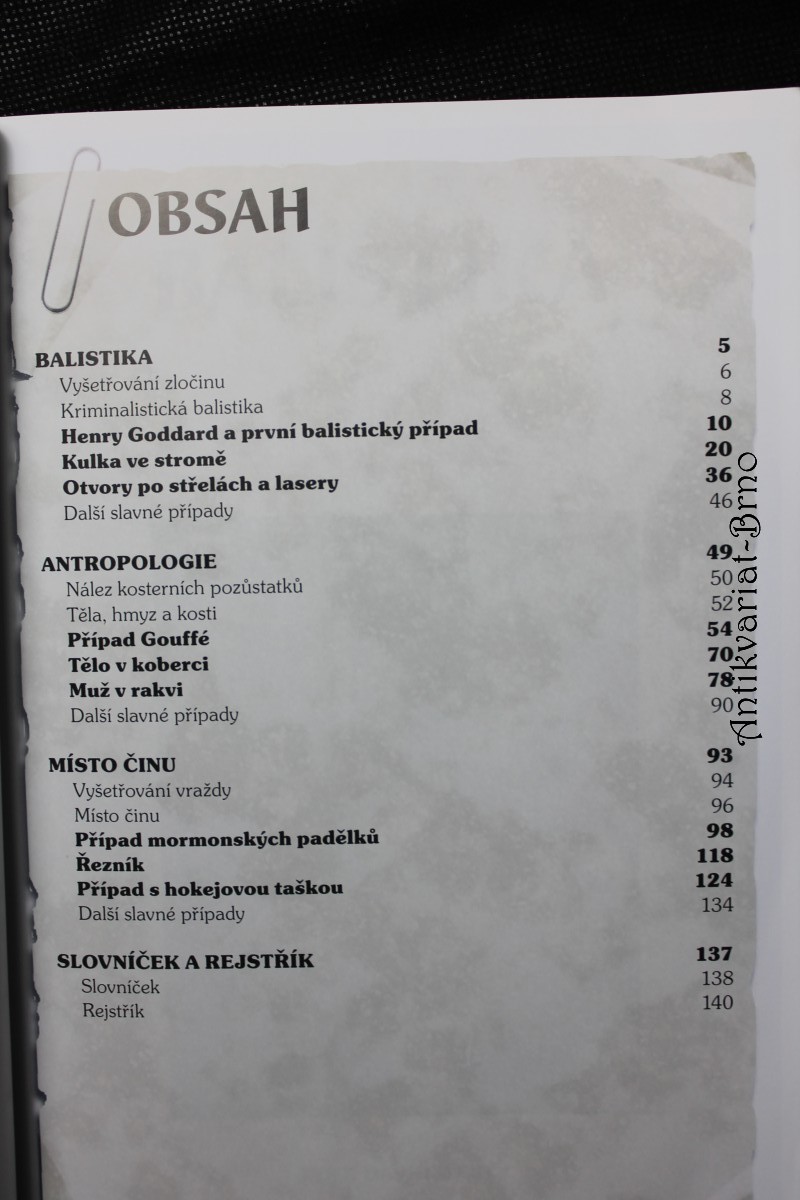 OBSAH
BALISTIKA 5
Vyšetřování zločinu 6
Kriminalistická balistika 8
Henry Goddard a první balistický případ 10
Kulka ve stromě 20
Otvory po střelách a lasery 36
Další slavné případy 46
ANTROPOLOGIE 49
Nález kosterních pozůstatků 50
Těla, hmyz a kosti 52
Případ Gouffé 54
Tělo v koberci 70
Muž v rakvi 78
Další slavné případy 90
MÍSTO ČINU 93
Vyšetřování vraždy 94
Místo činu 96
Případ mormonských padělků 98
Řezník 118
Případ s hokejovou taškou 124
Další slavné případy 134
SLOVNÍČEK A REJSTŘÍK 137
Slovníček 138
Rejstřík 140
Antikvariat-Brno